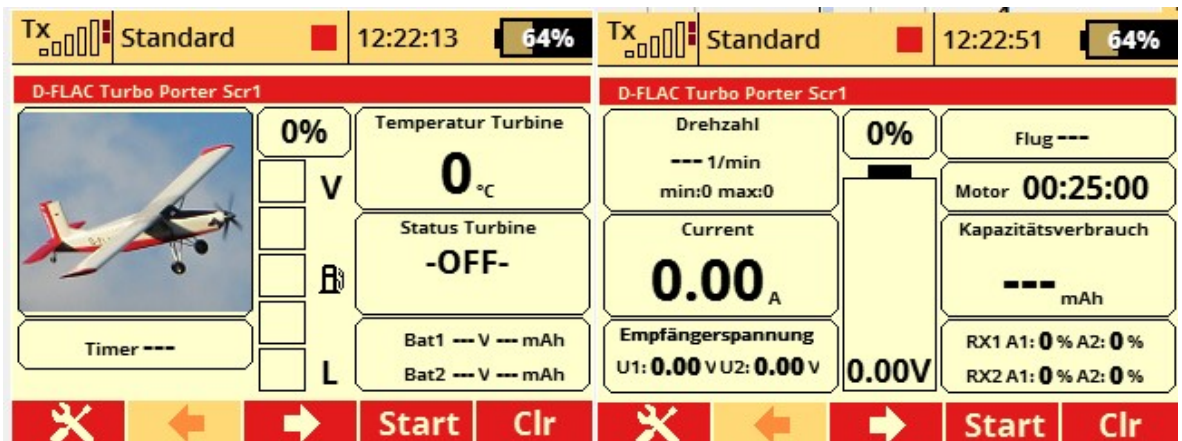 Tx Standard 12:22:13 64%
D-FLAC Turbo Porter Scr1
0%
V
L
Timer ---
Temperatur Turbine
0 °C
Status Turbine
-OFF-
Bat1 --- V --- mAh
Bat2 --- V --- mAh
Start Clr
Tx Standard 12:22:51 64%
D-FLAC Turbo Porter Scr1
Drehzahl
--- 1/min
min:0 max:0
Current
0.00 A
Empfängerspannung
U1: 0.00 V U2: 0.00 V
0%
0.00V
Flug ---
Motor 00:25:00
Kapazitätsverbrauch
--- mAh
RX1 A1: 0 % A2: 0 %
RX2 A1: 0 % A2: 0 %
Start Clr